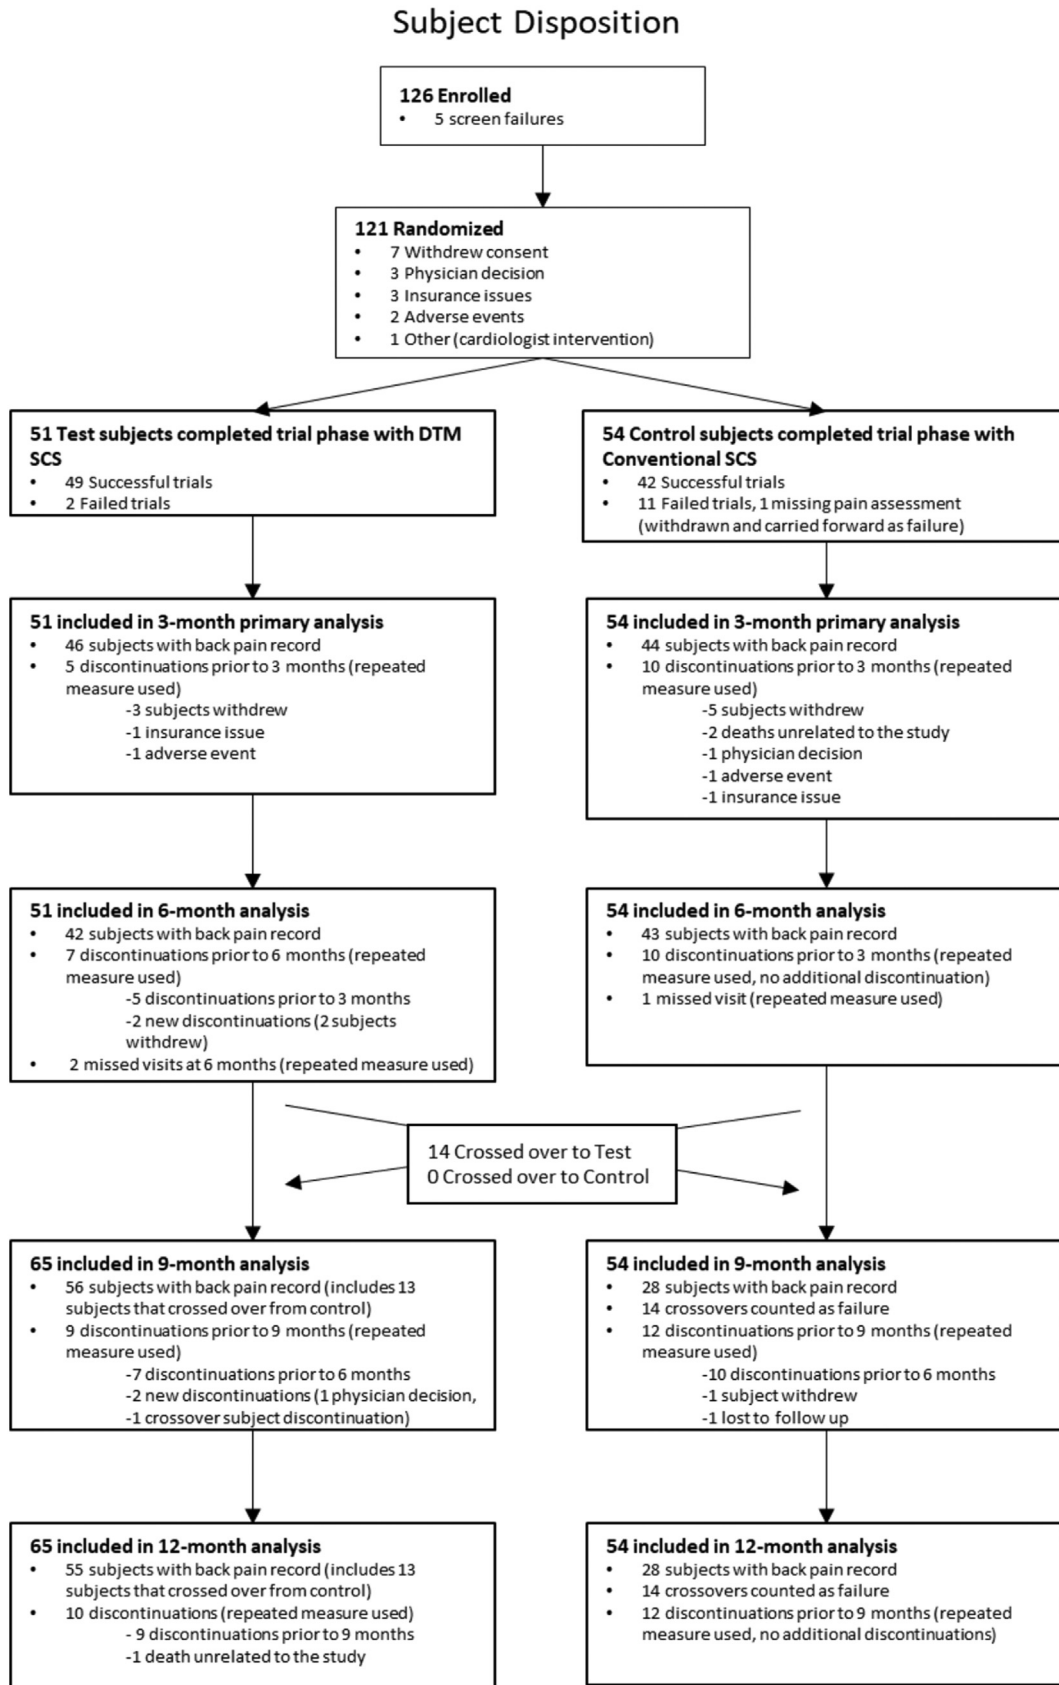 Subject Disposition
126 Enrolled
• 5 screen failures
121 Randomized
• 7 Withdrew consent
• 3 Physician decision
• 3 Insurance issues
• 2 Adverse events
• 1 Other (cardiologist intervention)
51 Test subjects completed trial phase with DTM
SCS
• 49 Successful trials
• 2 Failed trials
54 Control subjects completed trial phase with
Conventional SCS
• 42 Successful trials
• 11 Failed trials, 1 missing pain assessment
(withdrawn and carried forward as failure)
51 included in 3-month primary analysis
• 46 subjects with back pain record
• 5 discontinuations prior to 3 months (repeated
measure used)
-3 subjects withdrew
-1 insurance issue
-1 adverse event
54 included in 3-month primary analysis
• 44 subjects with back pain record
• 10 discontinuations prior to 3 months (repeated
measure used)
-5 subjects withdrew
-2 deaths unrelated to the study
-1 physician decision
-1 adverse event
-1 insurance issue
51 included in 6-month analysis
• 42 subjects with back pain record
• 7 discontinuations prior to 6 months (repeated
measure used)
-5 discontinuations prior to 3 months
-2 new discontinuations (2 subjects
withdrew)
• 2 missed visits at 6 months (repeated measure used)
54 included in 6-month analysis
• 43 subjects with back pain record
• 10 discontinuations prior to 3 months (repeated
measure used, no additional discontinuation)
• 1 missed visit (repeated measure used)
14 Crossed over to Test
0 Crossed over to Control
65 included in 9-month analysis
• 56 subjects with back pain record (includes 13
subjects that crossed over from control)
• 9 discontinuations prior to 9 months (repeated
measure used)
-7 discontinuations prior to 6 months
-2 new discontinuations (1 physician decision,
-1 crossover subject discontinuation)
54 included in 9-month analysis
• 28 subjects with back pain record
• 14 crossovers counted as failure
• 12 discontinuations prior to 9 months (repeated
measure used)
-10 discontinuations prior to 6 months
-1 subject withdrew
-1 lost to follow up
65 included in 12-month analysis
• 55 subjects with back pain record (includes 13
subjects that crossed over from control)
• 10 discontinuations (repeated measure used)
- 9 discontinuations prior to 9 months
-1 death unrelated to the study
54 included in 12-month analysis
• 28 subjects with back pain record
• 14 crossovers counted as failure
• 12 discontinuations prior to 9 months (repeated
measure used, no additional discontinuations)